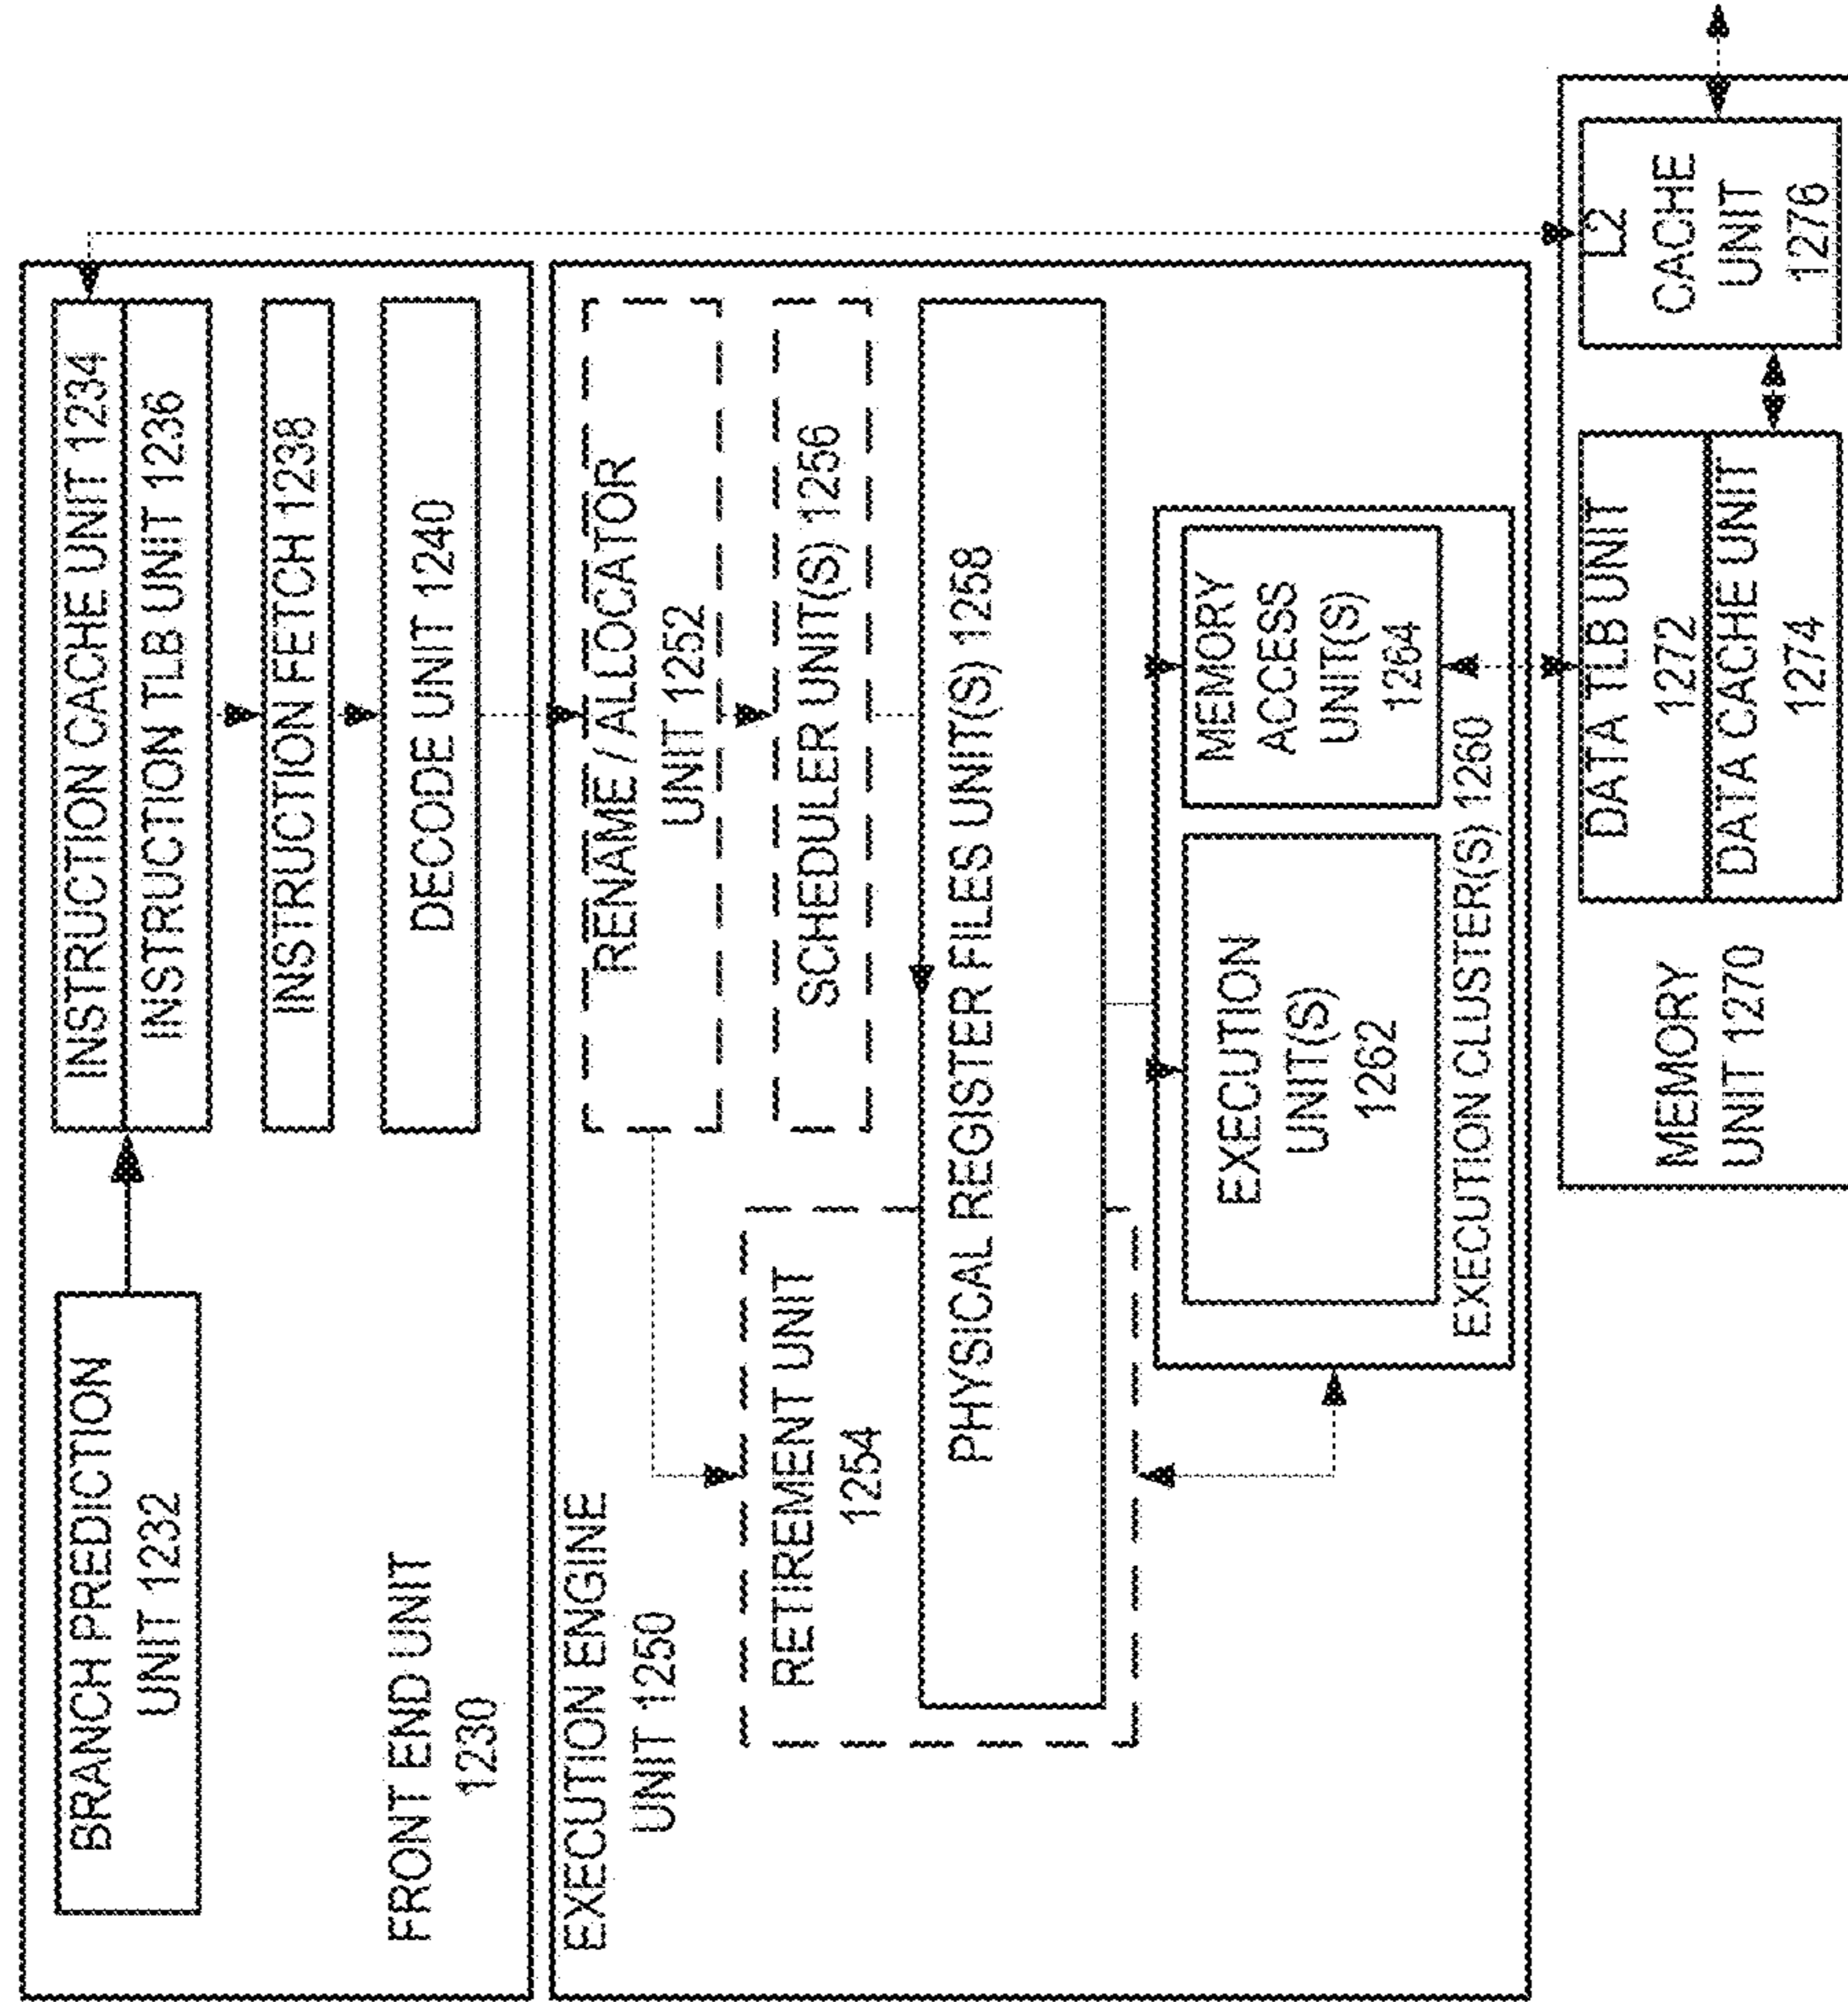 BRANCH PREDICTION
UNIT 1232
INSTRUCTION CACHE UNIT 1234
INSTRUCTION TLB UNIT 1236
INSTRUCTION FETCH 1238
DECODE UNIT 1240
FRONT END UNIT
1230
EXECUTION ENGINE
UNIT 1250
RENAME / ALLOCATOR
UNIT 1252
RETIREMENT UNIT
1254
SCHEDULER UNIT(S) 1256
PHYSICAL REGISTER FILES UNIT(S) 1258
EXECUTION
UNIT(S)
1262
MEMORY
ACCESS
UNIT(S)
1264
EXECUTION CLUSTER(S) 1260
MEMORY
UNIT 1270
DATA TLB UNIT
1272
DATA CACHE UNIT
1274
L2
CACHE
UNIT
1276